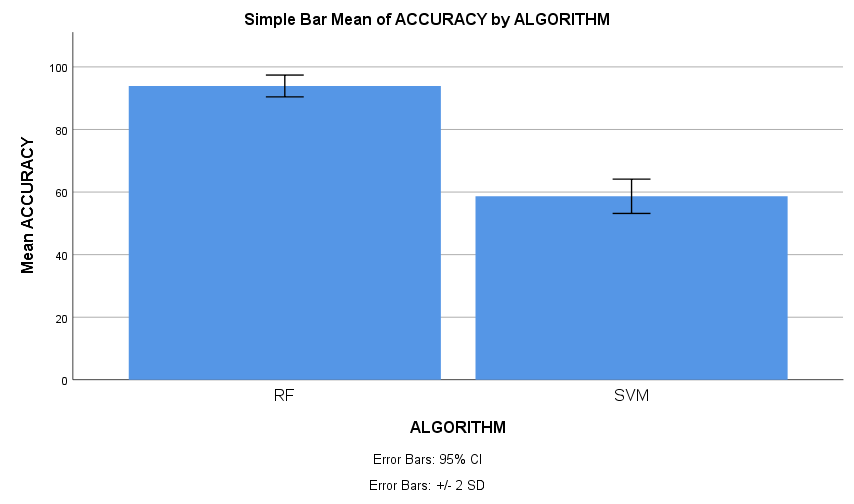 Simple Bar Mean of ACCURACY by ALGORITHM
Mean ACCURACY
100
80
60
40
20
0
RF
SVM
ALGORITHM
Error Bars: 95% CI
Error Bars: +/- 2 SD